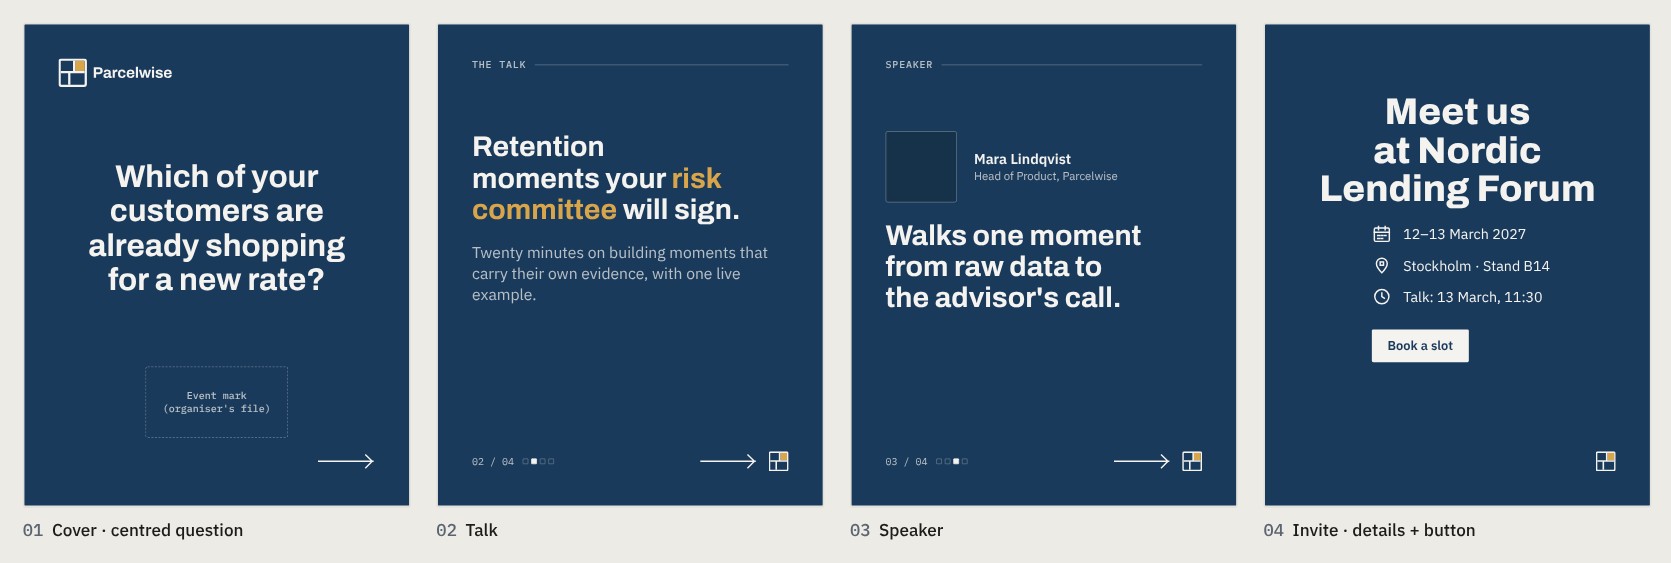 Parcelwise
Which of your
customers are
already shopping
for a new rate?
Event mark
(organiser's file)
01 Cover · centred question
THE TALK
Retention
moments your risk
committee will sign.
Twenty minutes on building moments that
carry their own evidence, with one live
example.
02 / 04
02 Talk
SPEAKER
Mara Lindqvist
Head of Product, Parcelwise
Walks one moment
from raw data to
the advisor's call.
03 / 04
03 Speaker
Meet us
at Nordic
Lending Forum
12–13 March 2027
Stockholm · Stand B14
Talk: 13 March, 11:30
Book a slot
04 Invite · details + button